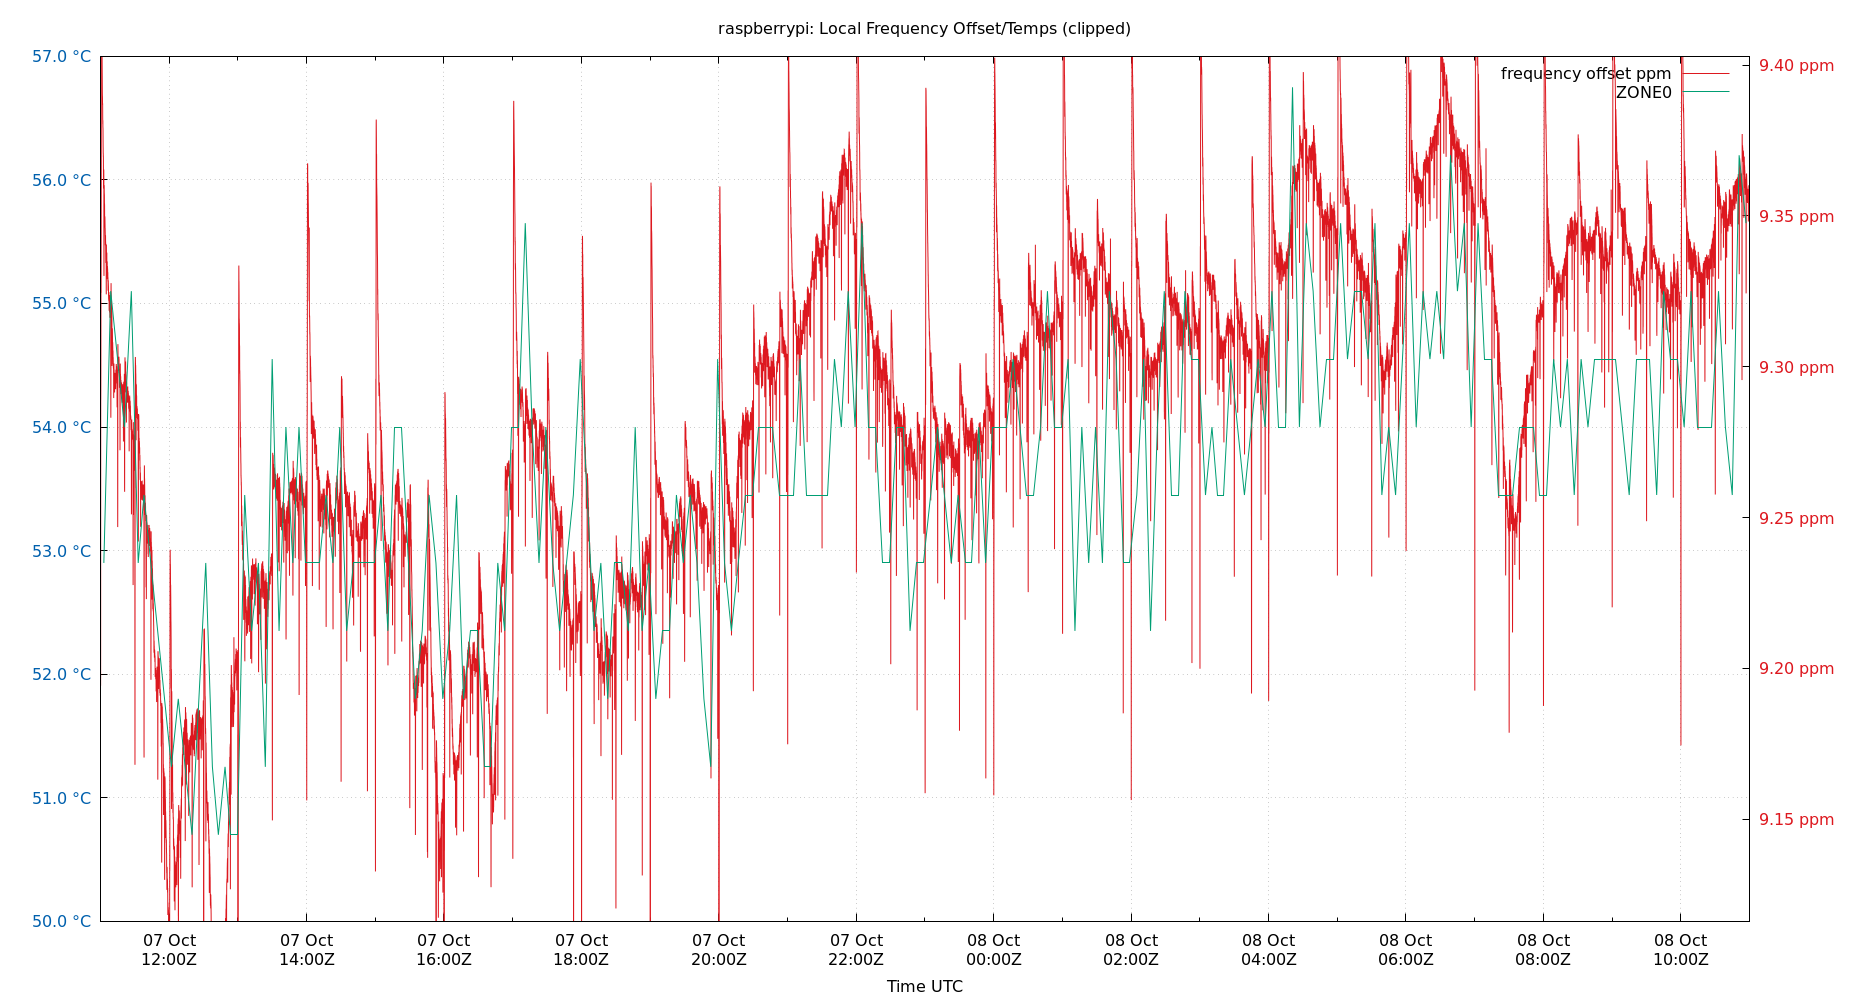 raspberrypi: Local Frequency Offset/Temps (clipped)
57.0 °C
56.0 °C
55.0 °C
54.0 °C
53.0 °C
52.0 °C
51.0 °C
50.0 °C
frequency offset ppm
ZONE0
9.40 ppm
9.35 ppm
9.30 ppm
9.25 ppm
9.20 ppm
9.15 ppm
07 Oct
12:00Z
07 Oct
14:00Z
07 Oct
16:00Z
07 Oct
18:00Z
07 Oct
20:00Z
07 Oct
22:00Z
08 Oct
00:00Z
08 Oct
02:00Z
08 Oct
04:00Z
08 Oct
06:00Z
08 Oct
08:00Z
08 Oct
10:00Z
Time UTC